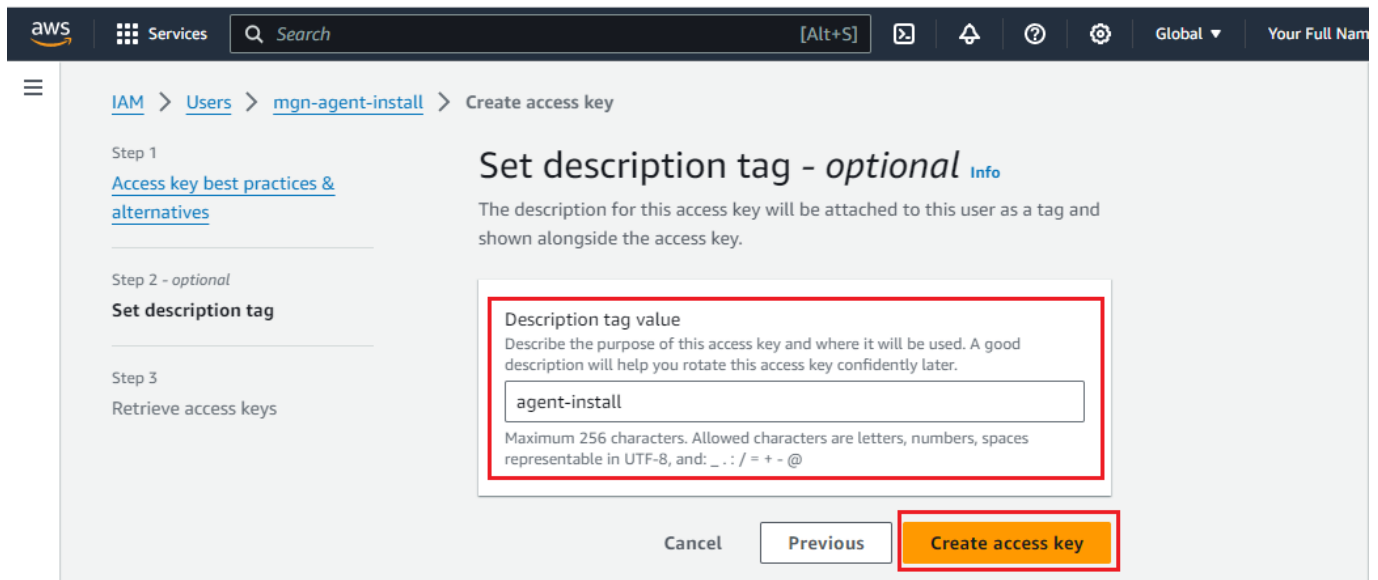 aws Services Search [Alt+S] Global ▼ Your Full Nam
IAM > Users > mgn-agent-install > Create access key
Step 1
Access key best practices &
alternatives
Step 2 - optional
Set description tag
Step 3
Retrieve access keys
Set description tag - optional Info
The description for this access key will be attached to this user as a tag and
shown alongside the access key.
Description tag value
Describe the purpose of this access key and where it will be used. A good
description will help you rotate this access key confidently later.
agent-install
Maximum 256 characters. Allowed characters are letters, numbers, spaces
representable in UTF-8, and: _ . : / = + - @
Cancel Previous Create access key